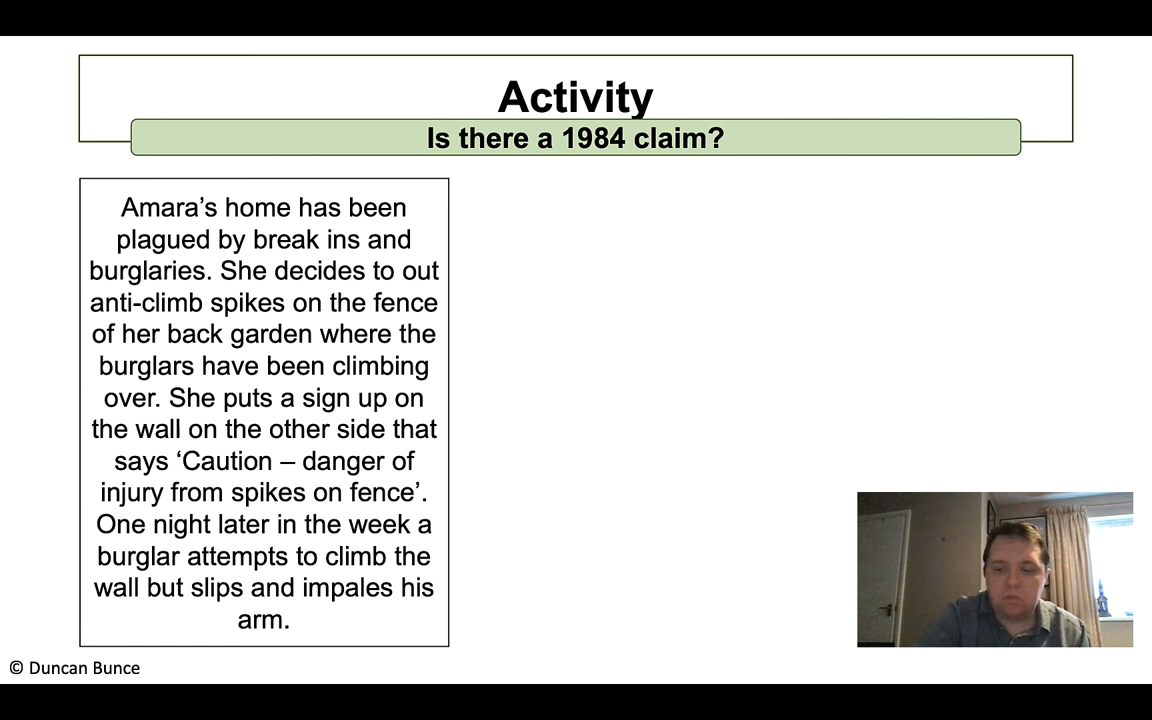 Activity
Is there a 1984 claim?
Amara’s home has been
plagued by break ins and
burglaries. She decides to out
anti-climb spikes on the fence
of her back garden where the
burglars have been climbing
over. She puts a sign up on
the wall on the other side that
says ‘Caution – danger of
injury from spikes on fence’.
One night later in the week a
burglar attempts to climb the
wall but slips and impales his
arm.
© Duncan Bunce